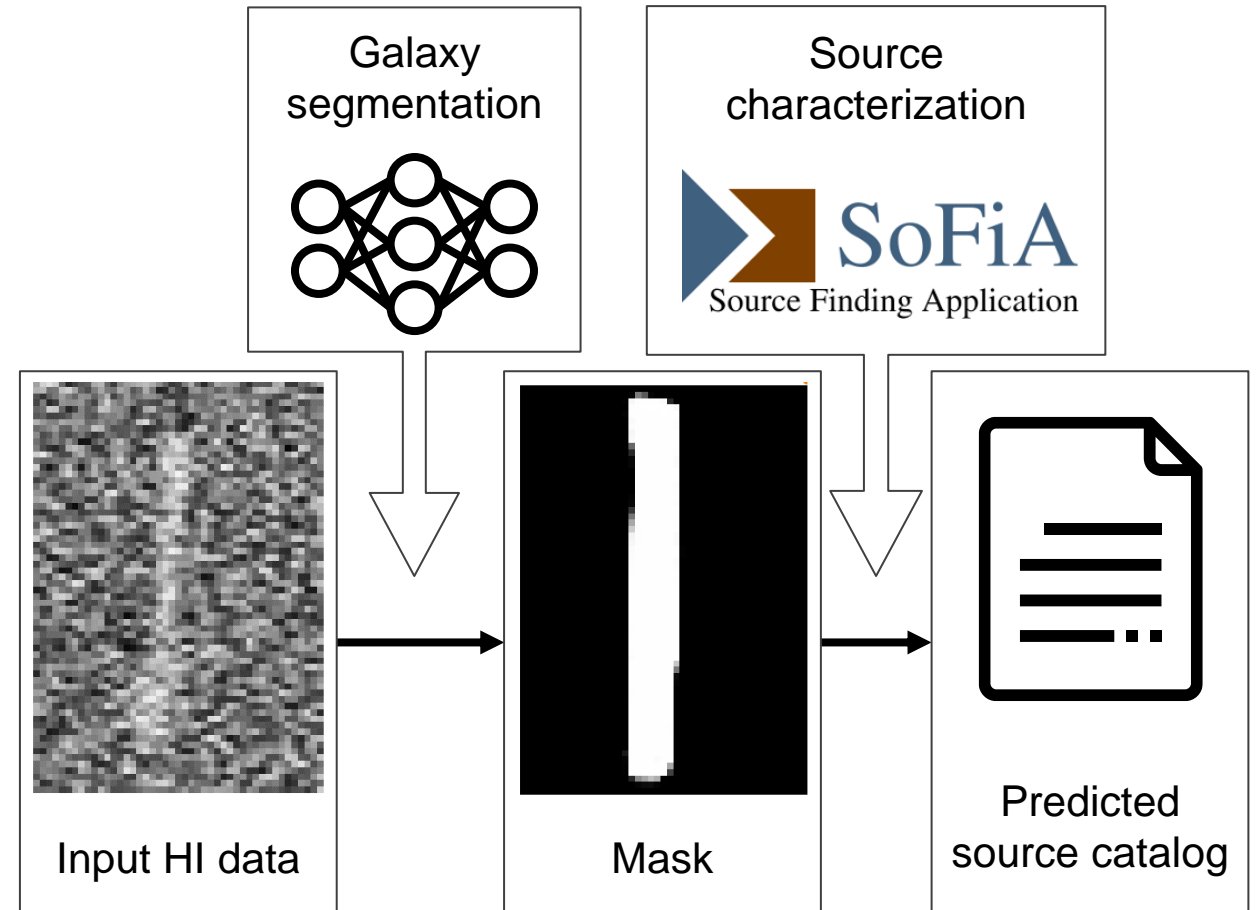 Galaxy
segmentation
Source
characterization
SoFiA
Source Finding Application
Input HI data
Mask
Predicted
source catalog